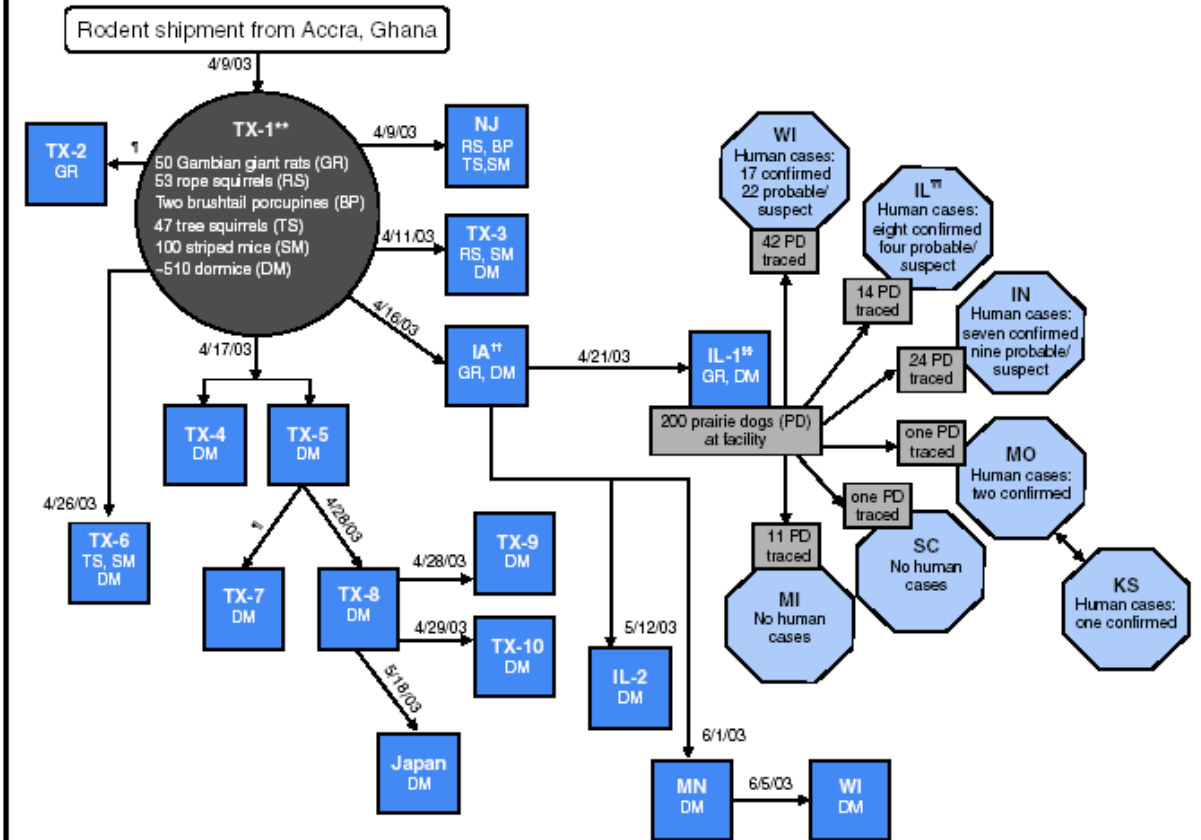 Rodent shipment from Accra, Ghana
4/9/03
TX-1**
50 Gambian giant rats (GR)
53 rope squirrels (RS)
Two brushtail porcupines (BP)
47 tree squirrels (TS)
100 striped mice (SM)
~510 dormice (DM)
¶
TX-2
GR
4/9/03
NJ
RS, BP
TS,SM
4/11/03
TX-3
RS, SM
DM
4/16/03
IA††
GR, DM
4/21/03
IL-1§§
GR, DM
200 prairie dogs (PD)
at facility
WI
Human cases:
17 confirmed
22 probable/
suspect
42 PD
traced
IL¶¶
Human cases:
eight confirmed
four probable/
suspect
14 PD
traced
IN
Human cases:
seven confirmed
nine probable/
suspect
24 PD
traced
one PD
traced
MO
Human cases:
two confirmed
one PD
traced
SC
No human
cases
11 PD
traced
MI
No human
cases
KS
Human cases:
one confirmed
4/17/03
TX-4
DM
TX-5
DM
4/26/03
TX-6
TS, SM
DM
¶
TX-7
DM
4/28/03
TX-8
DM
4/28/03
TX-9
DM
4/29/03
TX-10
DM
5/18/03
Japan
DM
5/12/03
IL-2
DM
6/1/03
MN
DM
6/5/03
WI
DM